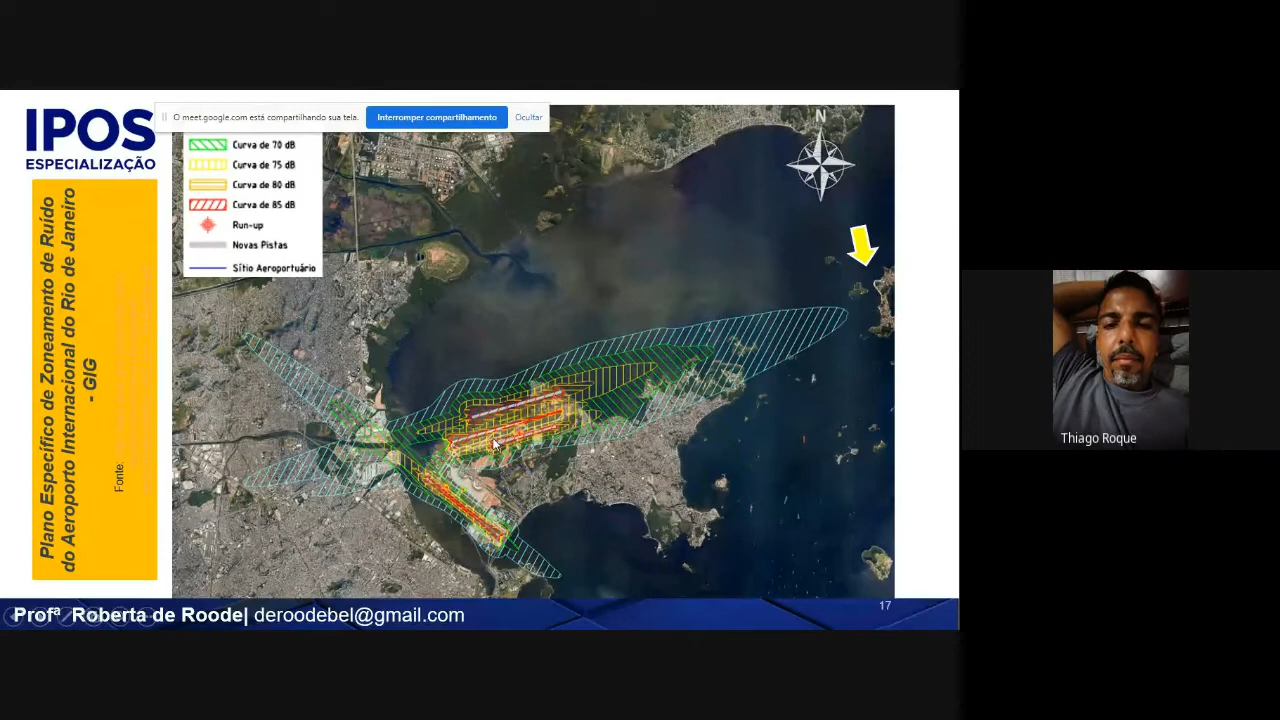 IPOS
ESPECIALIZAÇÃO
O meet.google.com está compartilhando sua tela.
Interromper compartilhamento
Ocultar
Curva de 70 dB
Curva de 75 dB
Curva de 80 dB
Curva de 85 dB
Run-up
Novas Pistas
Sítio Aeroportuário
N
Plano Específico de Zoneamento de Ruído
do Aeroporto Internacional do Rio de Janeiro
- GIG
Fonte:
Thiago Roque
Profª Roberta de Roode| deroodebel@gmail.com
17